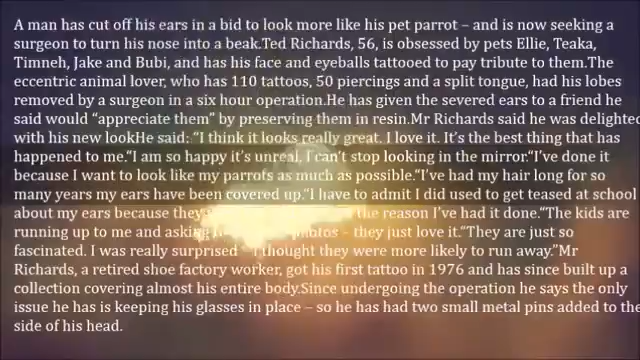 A man has cut off his ears in a bid to look more like his pet parrot – and is now seeking a
surgeon to turn his nose into a beak.Ted Richards, 56, is obsessed by pets Ellie, Teaka,
Timneh, Jake and Bubi, and has his face and eyeballs tattooed to pay tribute to them.The
eccentric animal lover, who has 110 tattoos, 50 piercings and a split tongue, had his lobes
removed by a surgeon in a six hour operation.He has given the severed ears to a friend he
said would “appreciate them” by preserving them in resin.Mr Richards said he was delighted
with his new lookHe said: “I think it looks really great. I love it. It’s the best thing that has
happened to me.“I am so happy it’s unreal, I can’t stop looking in the mirror.“I’ve done it
because I want to look like my parrots as much as possible.“I’ve had my hair long for so
many years my ears have been covered up.“I have to admit I did used to get teased at school
about my ears because they the reason I’ve had it done.“The kids are
running up to me and asking photos – they just love it.“They are just so
fascinated. I was really surprised – I thought they were more likely to run away.”Mr
Richards, a retired shoe factory worker, got his first tattoo in 1976 and has since built up a
collection covering almost his entire body.Since undergoing the operation he says the only
issue he has is keeping his glasses in place – so he has had two small metal pins added to the
side of his head.